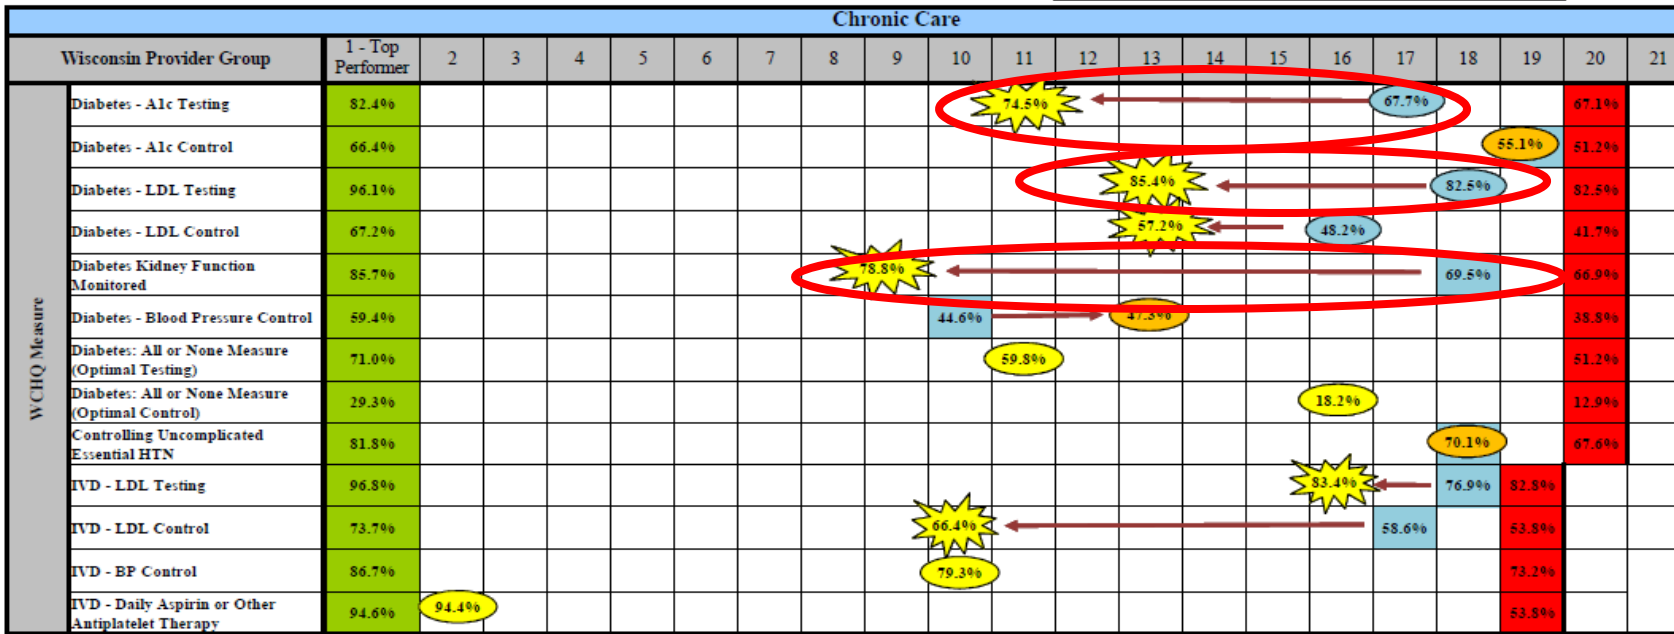 Chronic Care
Wisconsin Provider Group 1 - Top Performer 2 3 4 5 6 7 8 9 10 11 12 13 14 15 16 17 18 19 20 21
WCHQ Measure
Diabetes - A1c Testing 82.4% 74.5% 67.7% 67.1%
Diabetes - A1c Control 66.4% 55.1% 51.2%
Diabetes - LDL Testing 96.1% 85.4% 82.5% 82.5%
Diabetes - LDL Control 67.2% 57.2% 48.2% 41.7%
Diabetes Kidney Function
Monitored 85.7% 78.8% 69.5% 66.9%
Diabetes - Blood Pressure Control 59.4% 44.6% 47.3% 38.8%
Diabetes: All or None Measure
(Optimal Testing) 71.0% 59.8% 51.2%
Diabetes: All or None Measure
(Optimal Control) 29.3% 18.2% 12.9%
Controlling Uncomplicated
Essential HTN 81.8% 70.1% 67.6%
IVD - LDL Testing 96.8% 83.4% 76.9% 82.8%
IVD - LDL Control 73.7% 66.4% 58.6% 53.8%
IVD - BP Control 86.7% 79.3% 73.2%
IVD - Daily Aspirin or Other
Antiplatelet Therapy 94.6% 94.4% 53.8%